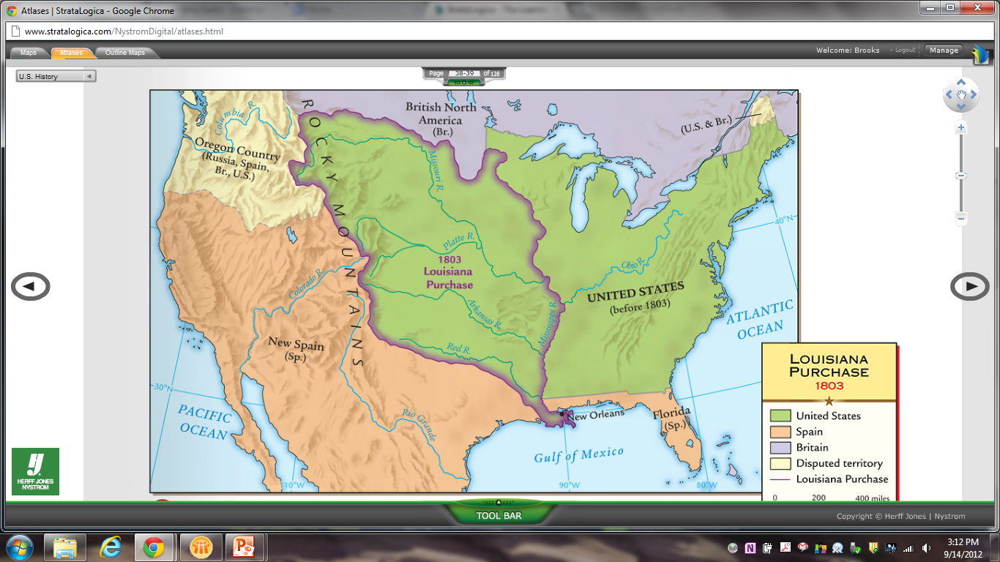 Atlases | StrataLogica - Google Chrome
www.stratalogica.com/NystromDigital/atlases.html
Maps
Atlases
Outline Maps
Welcome: Brooks
› Logout
Manage
U.S. History
Page 38-39 of 128
ROCKY MOUNTAINS
British North
America
(Br.)
(U.S. & Br.)
Columbia R.
Oregon Country
(Russia, Spain,
Br., U.S.)
Missouri R.
40°N
Platte R.
1803
Louisiana
Purchase
Ohio R.
Colorado R.
UNITED STATES
(before 1803)
Arkansas R.
Mississippi R.
ATLANTIC
OCEAN
New Spain
(Sp.)
Red R.
30°N
PACIFIC
OCEAN
Rio Grande
New Orleans
Florida
(Sp.)
Gulf of Mexico
110°W
90°W
80°W
LOUISIANA
PURCHASE
1803
United States
Spain
Britain
Disputed territory
Louisiana Purchase
0 200 400 miles
HJ
HERFF JONES
NYSTROM
TOOL BAR
Copyright © Herff Jones | Nystrom
3:12 PM
9/14/2012